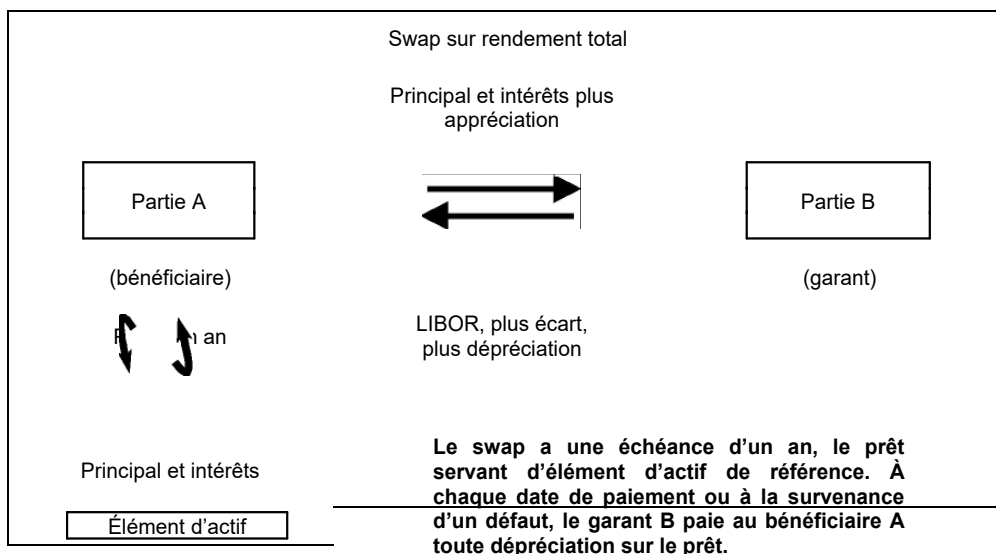 Swap sur rendement total
Principal et intérêts plus
appréciation
Partie A
Partie B
(bénéficiaire)
(garant)
an
LIBOR, plus écart,
plus dépréciation
Principal et intérêts
Élément d'actif
Le swap a une échéance d'un an, le prêt
servant d'élément d'actif de référence. À
chaque date de paiement ou à la survenance
d'un défaut, le garant B paie au bénéficiaire A
toute dépréciation sur le prêt.